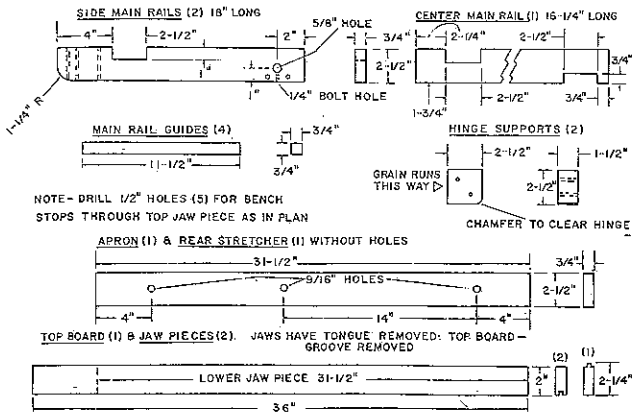 SIDE MAIN RAILS (2) 18" LONG
4"
2-1/2"
2"
5/8" HOLE
3/4"
2-1/2"
1"
1/4"
BOLT HOLE
1-1/4" R
CENTER MAIN RAIL (1) 16-1/4" LONG
2-1/4"
2-1/2"
3/4"
1-3/4"
2-1/2"
3/4"
MAIN RAIL GUIDES (4)
3/4"
3/4"
11-1/2"
HINGE SUPPORTS (2)
2-1/2"
1-1/2"
GRAIN RUNS
THIS WAY
2-1/2"
CHAMFER TO CLEAR HINGE
NOTE- DRILL 1/2" HOLES (5) FOR BENCH
STOPS THROUGH TOP JAW PIECE AS IN PLAN
APRON (1) & REAR STRETCHER (1) WITHOUT HOLES
31-1/2"
3/4"
9/16" HOLES
2-1/2"
4"
14"
4"
TOP BOARD (1) & JAW PIECES (2). JAWS HAVE TONGUE REMOVED: TOP BOARD-
GROOVE REMOVED
(2)
(1)
LOWER JAW PIECE 31-1/2"
2"
2-1/4"
36"